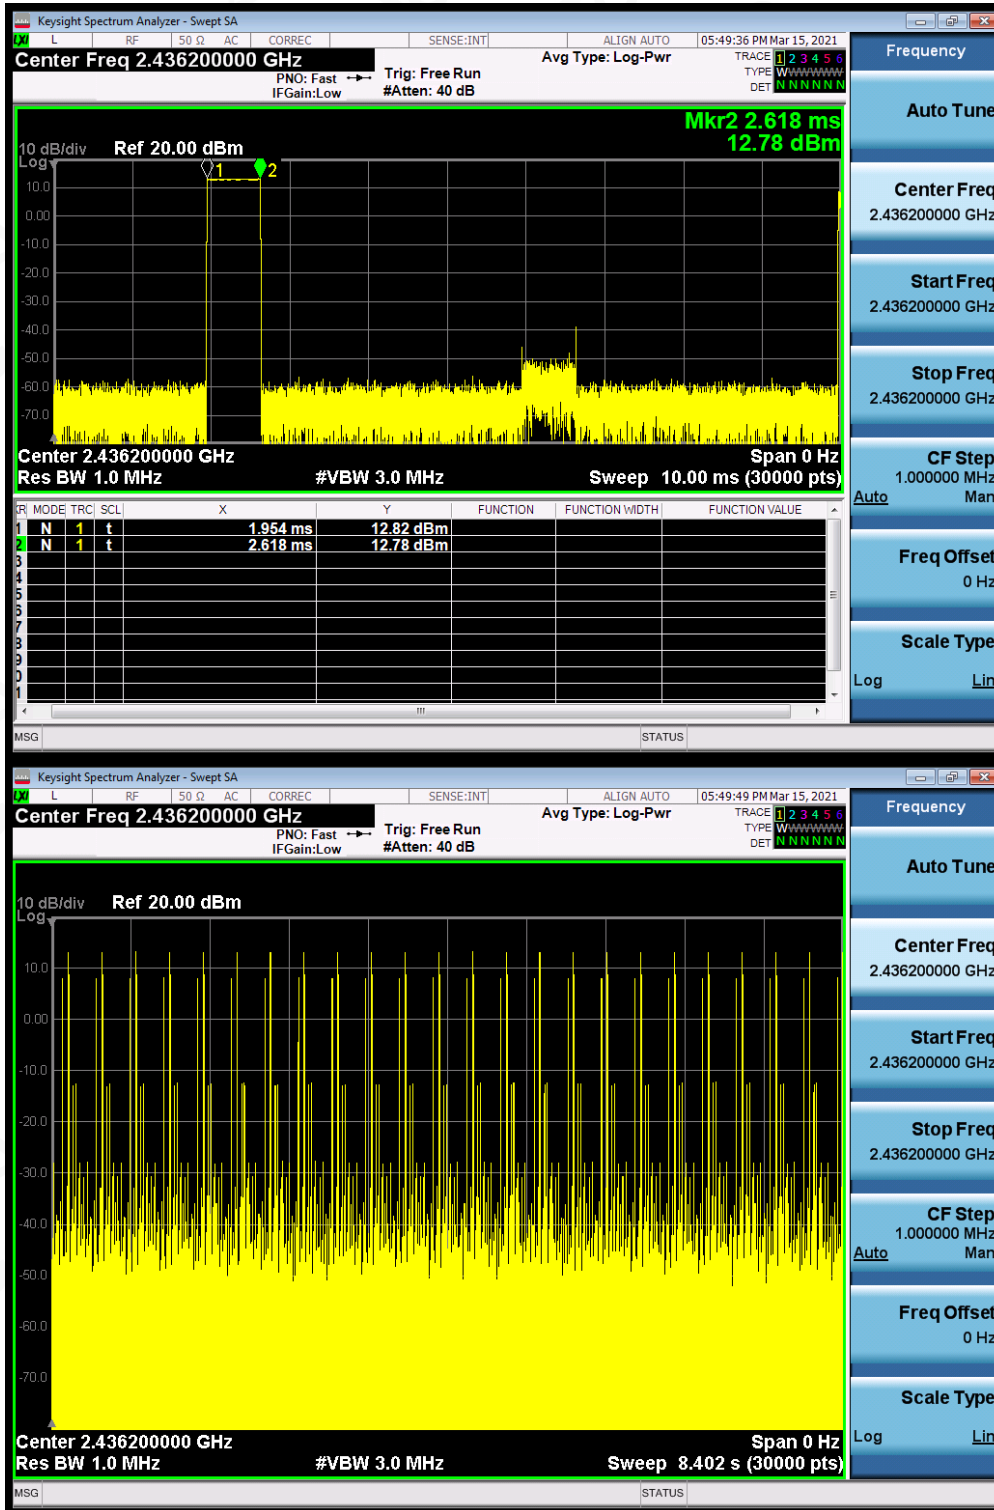 Keysight Spectrum Analyzer - Swept SA
LXI L RF 50 Ω AC CORREC SENSE:INT ALIGN AUTO 05:49:36 PM Mar 15, 2021
Center Freq 2.436200000 GHz
PNO: Fast
IFGain:Low
Trig: Free Run
#Atten: 40 dB
Avg Type: Log-Pwr
TRACE 1 2 3 4 5 6
TYPE W
DET N N N N N N
Mkr2 2.618 ms
12.78 dBm
10 dB/div Ref 20.00 dBm
Log
1
2
10.0
0.00
-10.0
-20.0
-30.0
-40.0
-50.0
-60.0
-70.0
Center 2.436200000 GHz Span 0 Hz
Res BW 1.0 MHz #VBW 3.0 MHz Sweep 10.00 ms (30000 pts)
MODE TRC SCL X Y FUNCTION FUNCTION WIDTH FUNCTION VALUE
1 N 1 t 1.954 ms 12.82 dBm
2 N 1 t 2.618 ms 12.78 dBm
3
4
5
6
7
8
9
0
1
MSG STATUS
Frequency
Auto Tune
Center Freq
2.436200000 GHz
Start Freq
2.436200000 GHz
Stop Freq
2.436200000 GHz
CF Step
1.000000 MHz
Auto Man
Freq Offset
0 Hz
Scale Type
Log Lin
Keysight Spectrum Analyzer - Swept SA
LXI L RF 50 Ω AC CORREC SENSE:INT ALIGN AUTO 05:49:49 PM Mar 15, 2021
Center Freq 2.436200000 GHz
PNO: Fast
IFGain:Low
Trig: Free Run
#Atten: 40 dB
Avg Type: Log-Pwr
TRACE 1 2 3 4 5 6
TYPE W
DET N N N N N N
10 dB/div Ref 20.00 dBm
Log
10.0
0.00
-10.0
-20.0
-30.0
-40.0
-50.0
-60.0
-70.0
Center 2.436200000 GHz Span 0 Hz
Res BW 1.0 MHz #VBW 3.0 MHz Sweep 8.402 s (30000 pts)
MSG STATUS
Frequency
Auto Tune
Center Freq
2.436200000 GHz
Start Freq
2.436200000 GHz
Stop Freq
2.436200000 GHz
CF Step
1.000000 MHz
Auto Man
Freq Offset
0 Hz
Scale Type
Log Lin